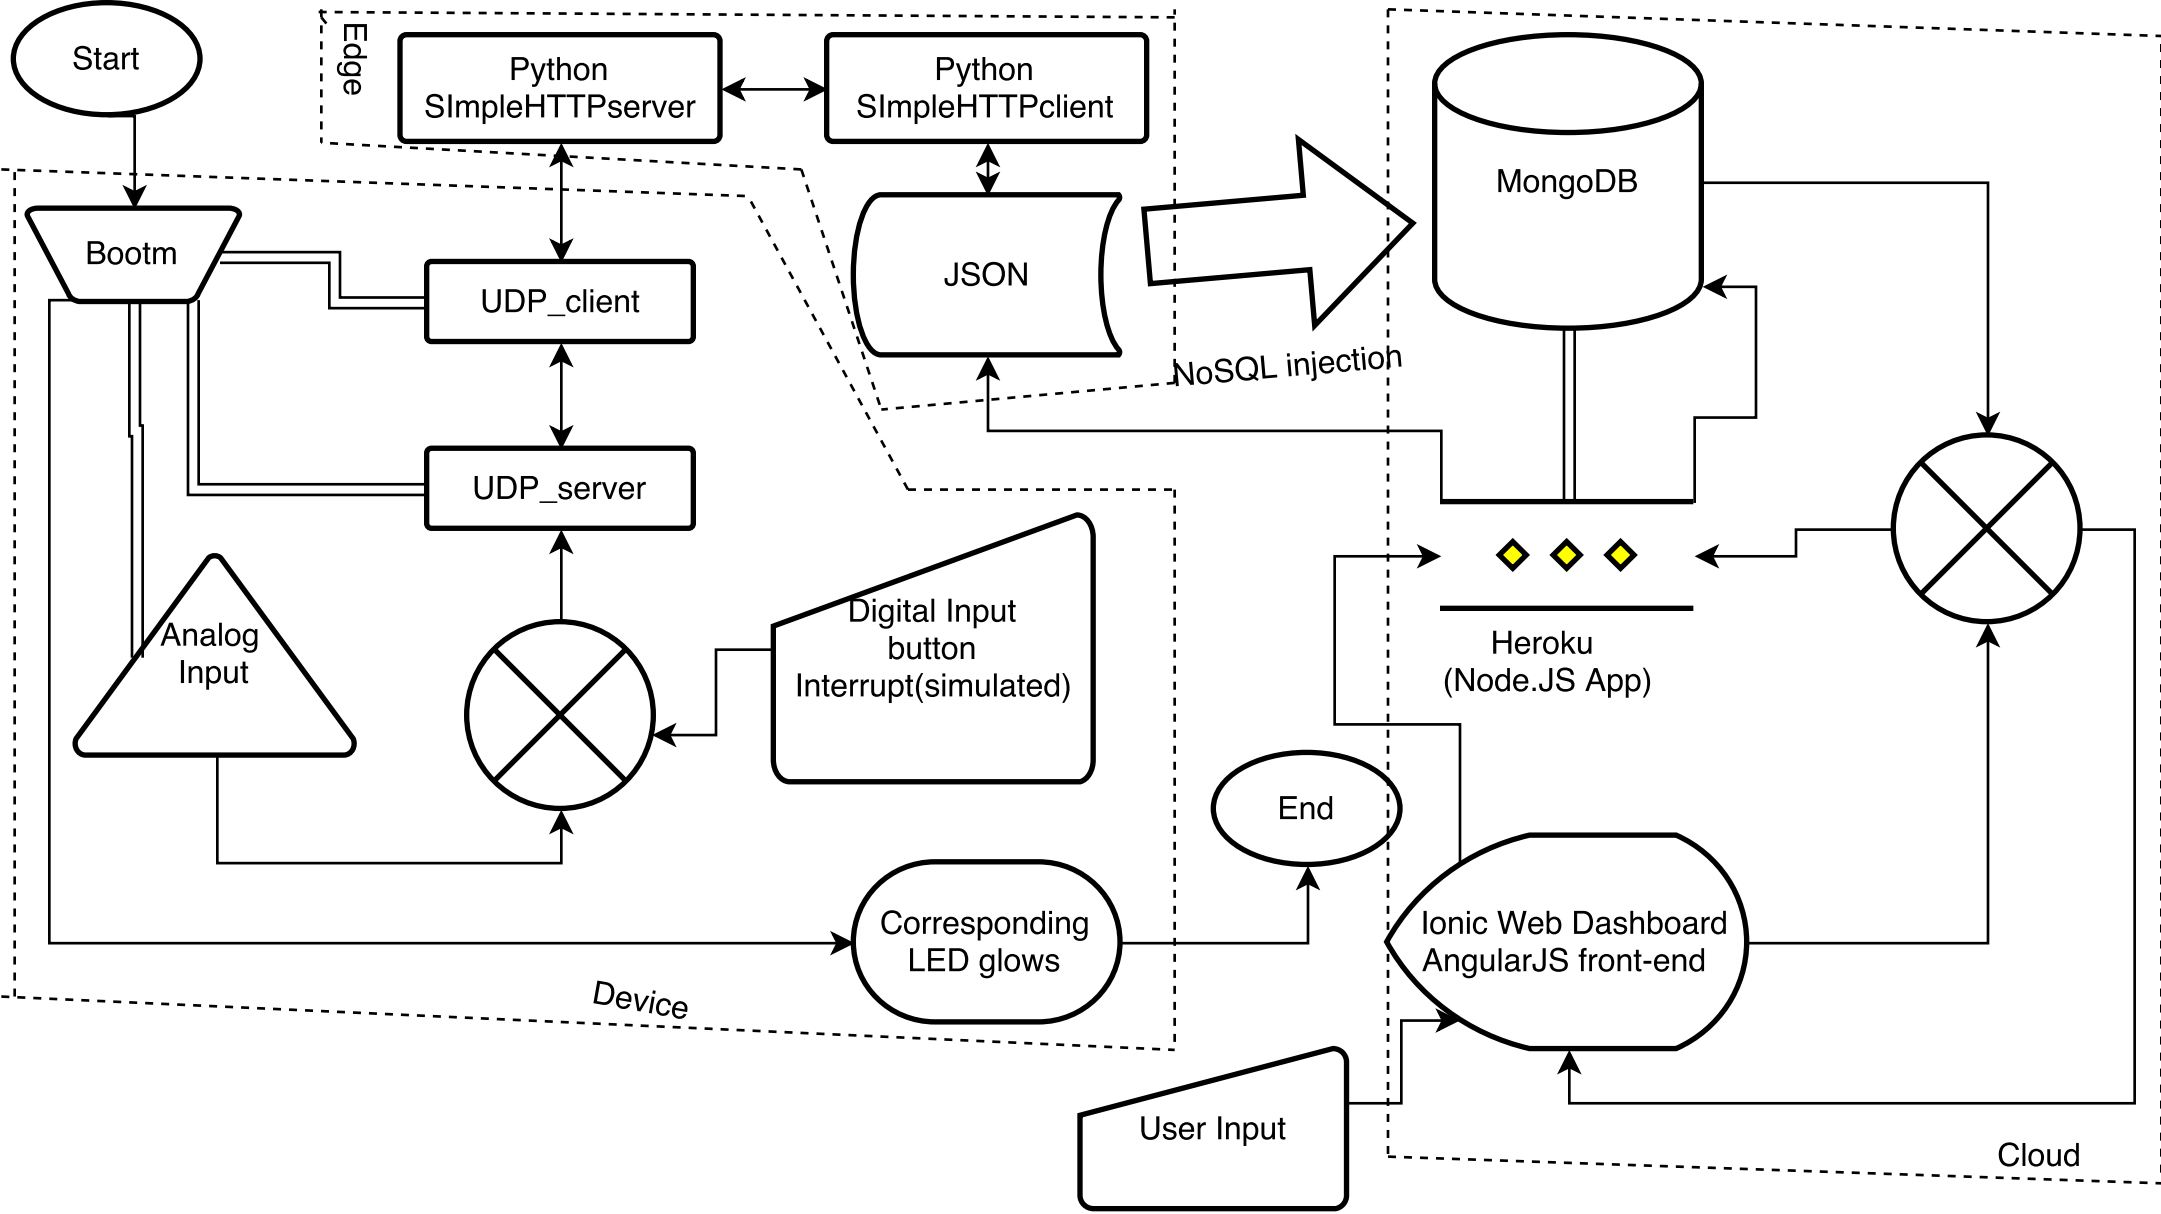 Start
Edge
Python
SImpleHTTPserver
Python
SImpleHTTPclient
MongoDB
Bootm
UDP_client
JSON
NoSQL injection
UDP_server
Analog
Input
Digital Input
button
Interrupt(simulated)
Heroku
(Node.JS App)
End
Corresponding
LED glows
Ionic Web Dashboard
AngularJS front-end
Device
User Input
Cloud